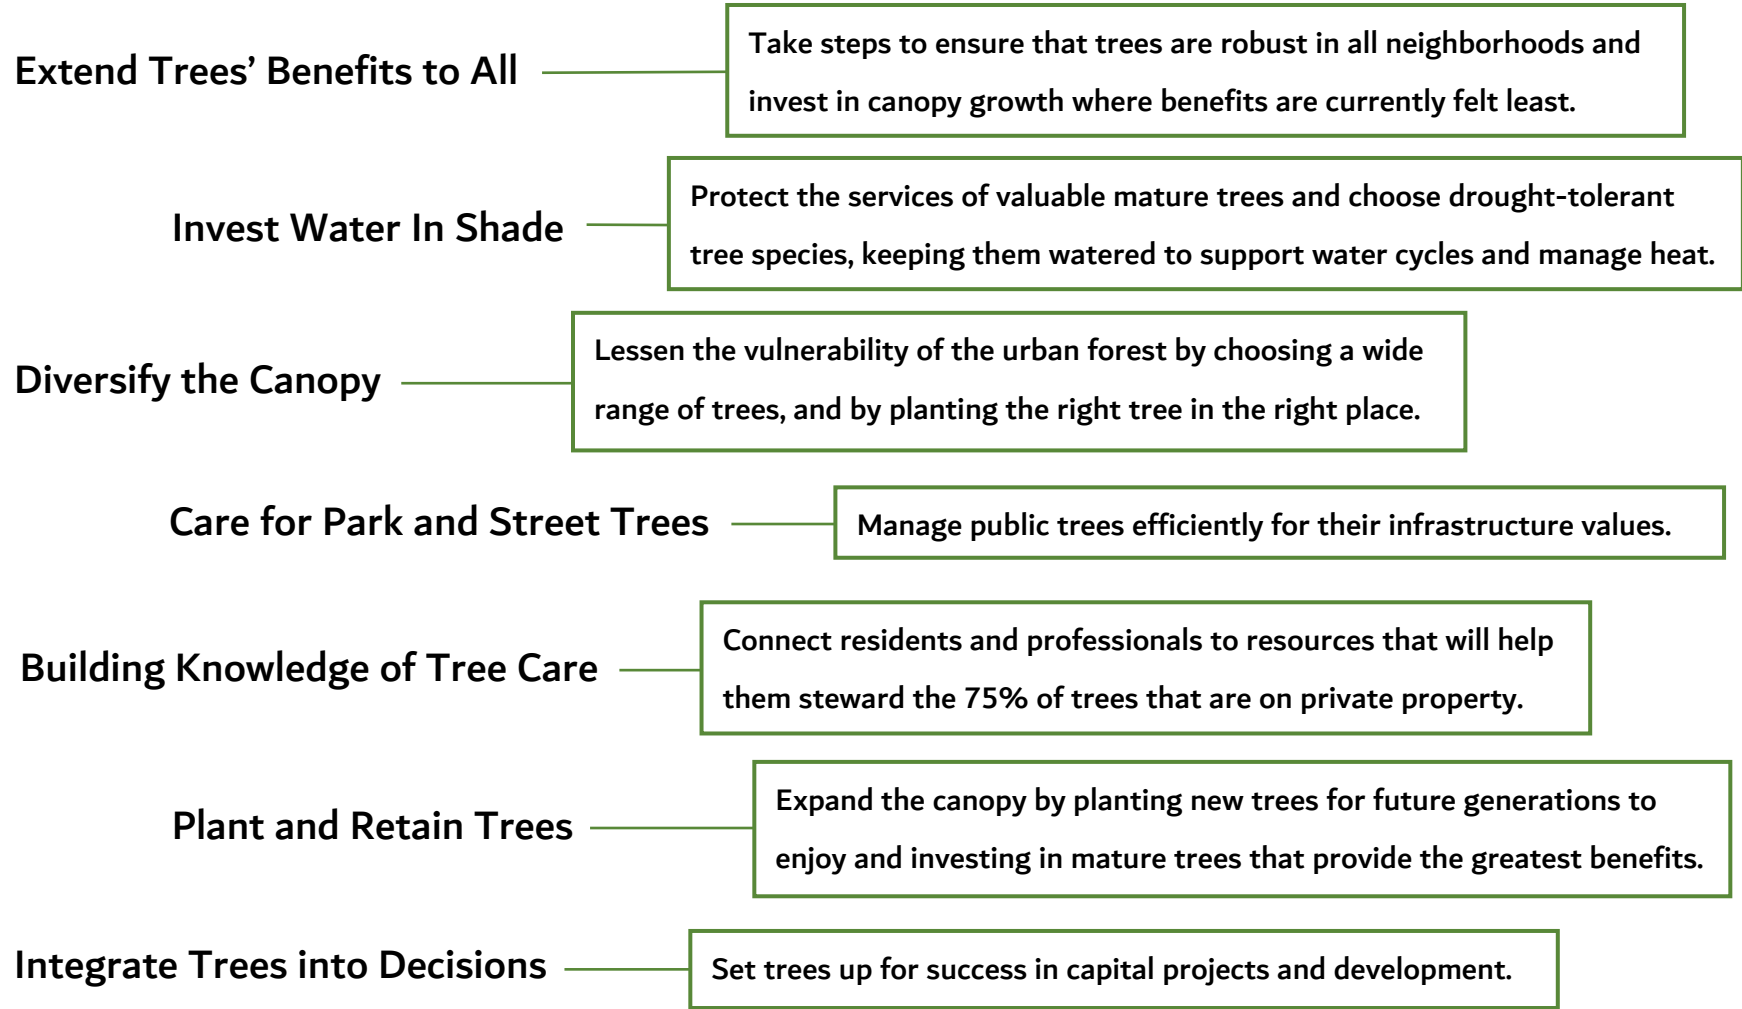 Extend Trees’ Benefits to All
Take steps to ensure that trees are robust in all neighborhoods and
invest in canopy growth where benefits are currently felt least.
Invest Water In Shade
Protect the services of valuable mature trees and choose drought-tolerant
tree species, keeping them watered to support water cycles and manage heat.
Diversify the Canopy
Lessen the vulnerability of the urban forest by choosing a wide
range of trees, and by planting the right tree in the right place.
Care for Park and Street Trees
Manage public trees efficiently for their infrastructure values.
Building Knowledge of Tree Care
Connect residents and professionals to resources that will help
them steward the 75% of trees that are on private property.
Plant and Retain Trees
Expand the canopy by planting new trees for future generations to
enjoy and investing in mature trees that provide the greatest benefits.
Integrate Trees into Decisions
Set trees up for success in capital projects and development.